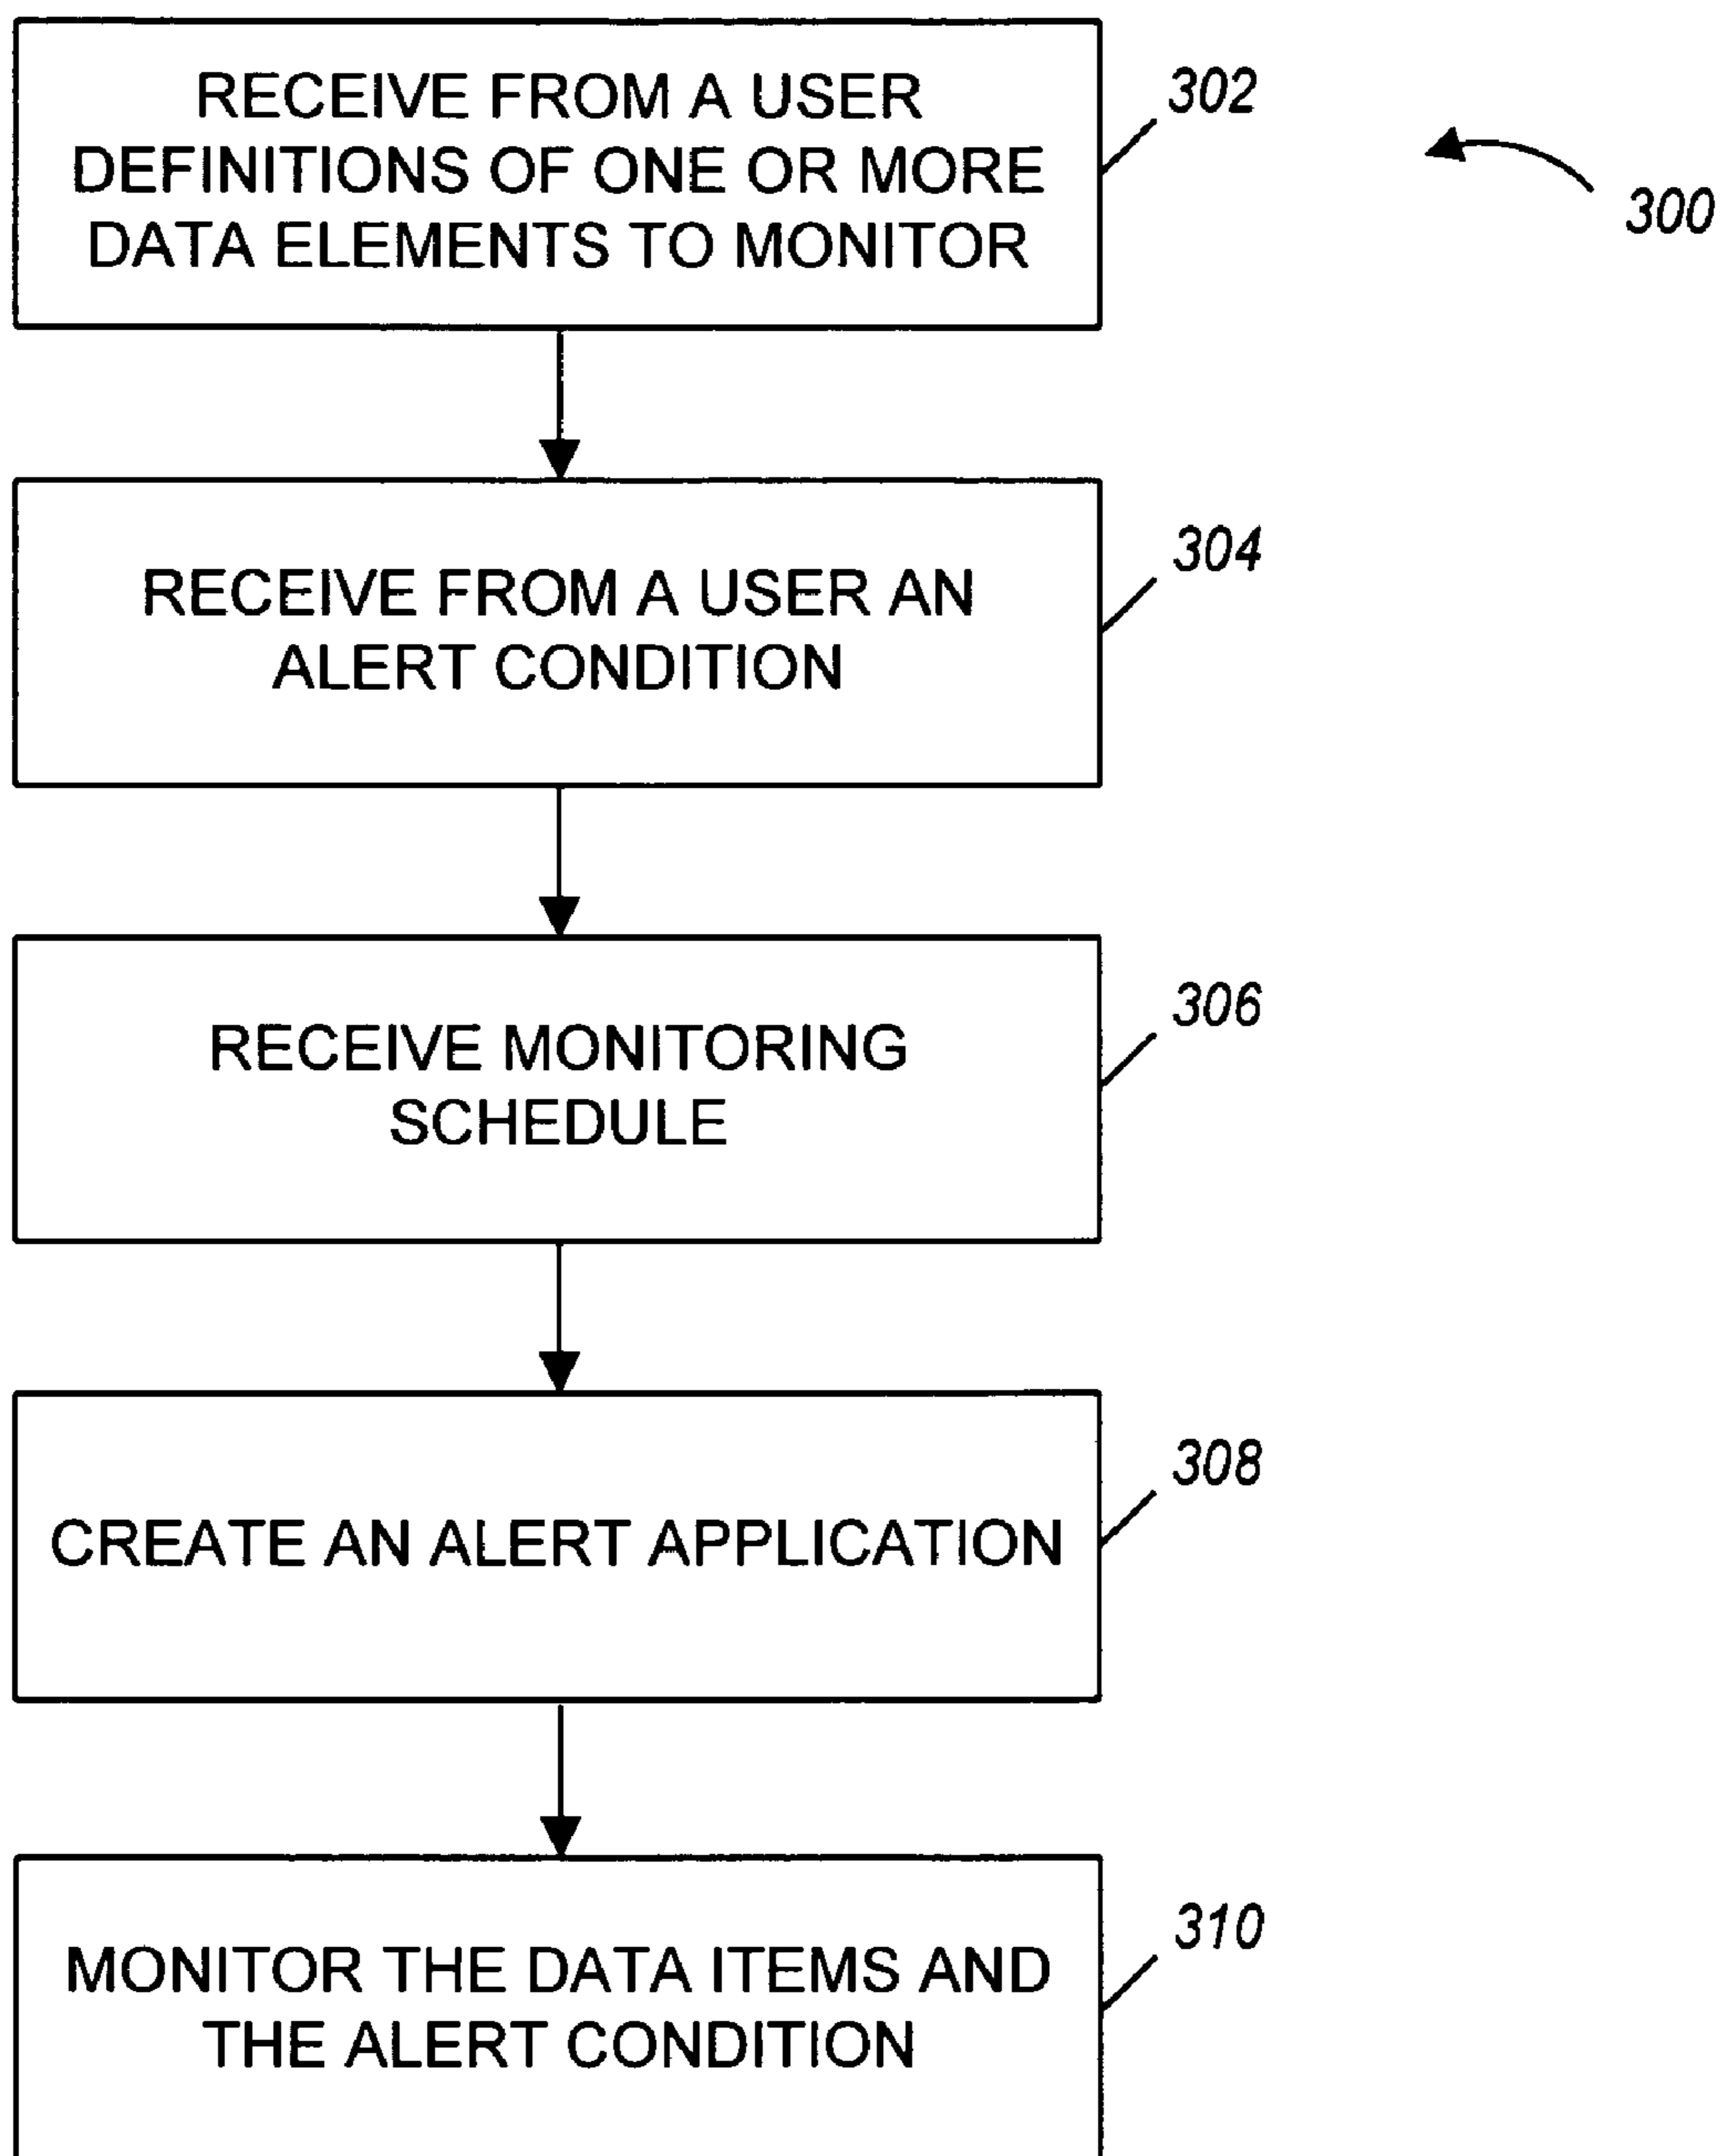 RECEIVE FROM A USER
DEFINITIONS OF ONE OR MORE
DATA ELEMENTS TO MONITOR
302
300
RECEIVE FROM A USER AN
ALERT CONDITION
304
RECEIVE MONITORING
SCHEDULE
306
CREATE AN ALERT APPLICATION
308
MONITOR THE DATA ITEMS AND
THE ALERT CONDITION
310